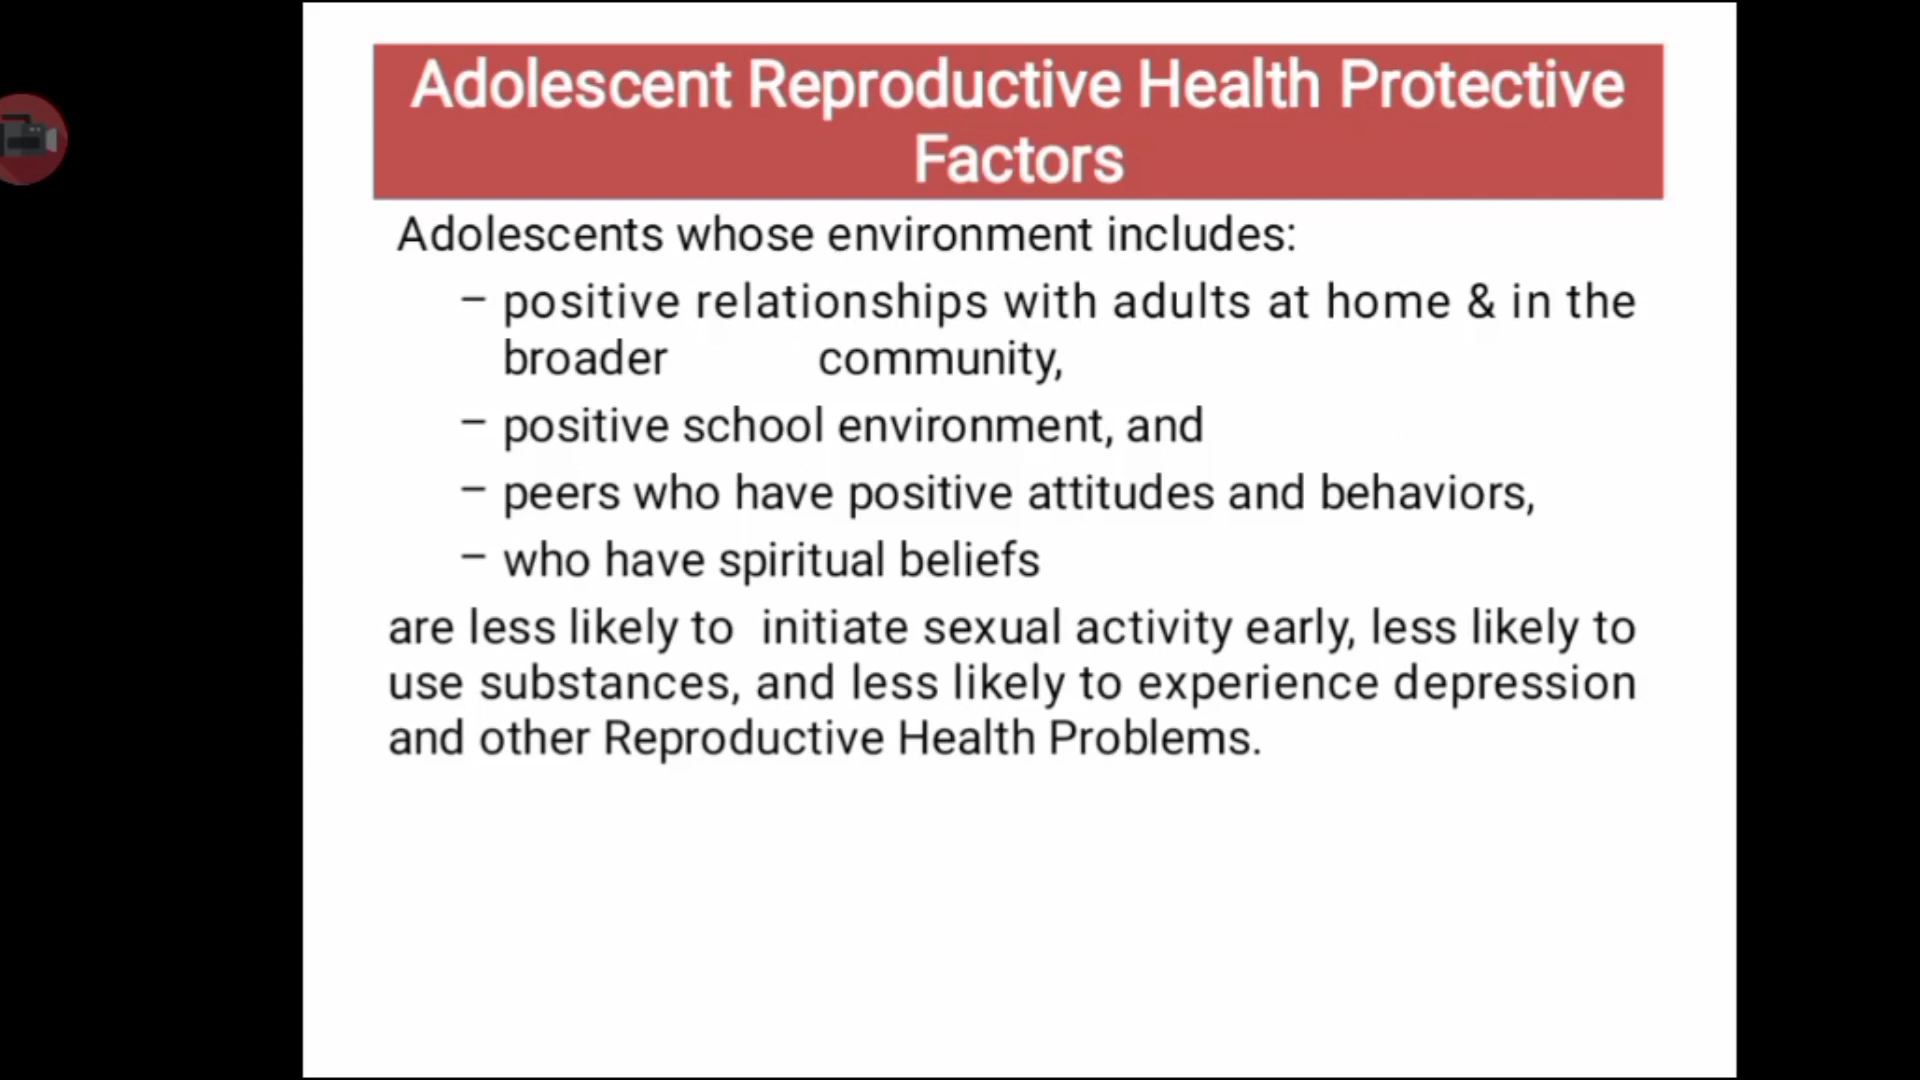 Adolescent Reproductive Health Protective
Factors
Adolescents whose environment includes:
– positive relationships with adults at home & in the
broader community,
– positive school environment, and
– peers who have positive attitudes and behaviors,
– who have spiritual beliefs
are less likely to initiate sexual activity early, less likely to
use substances, and less likely to experience depression
and other Reproductive Health Problems.